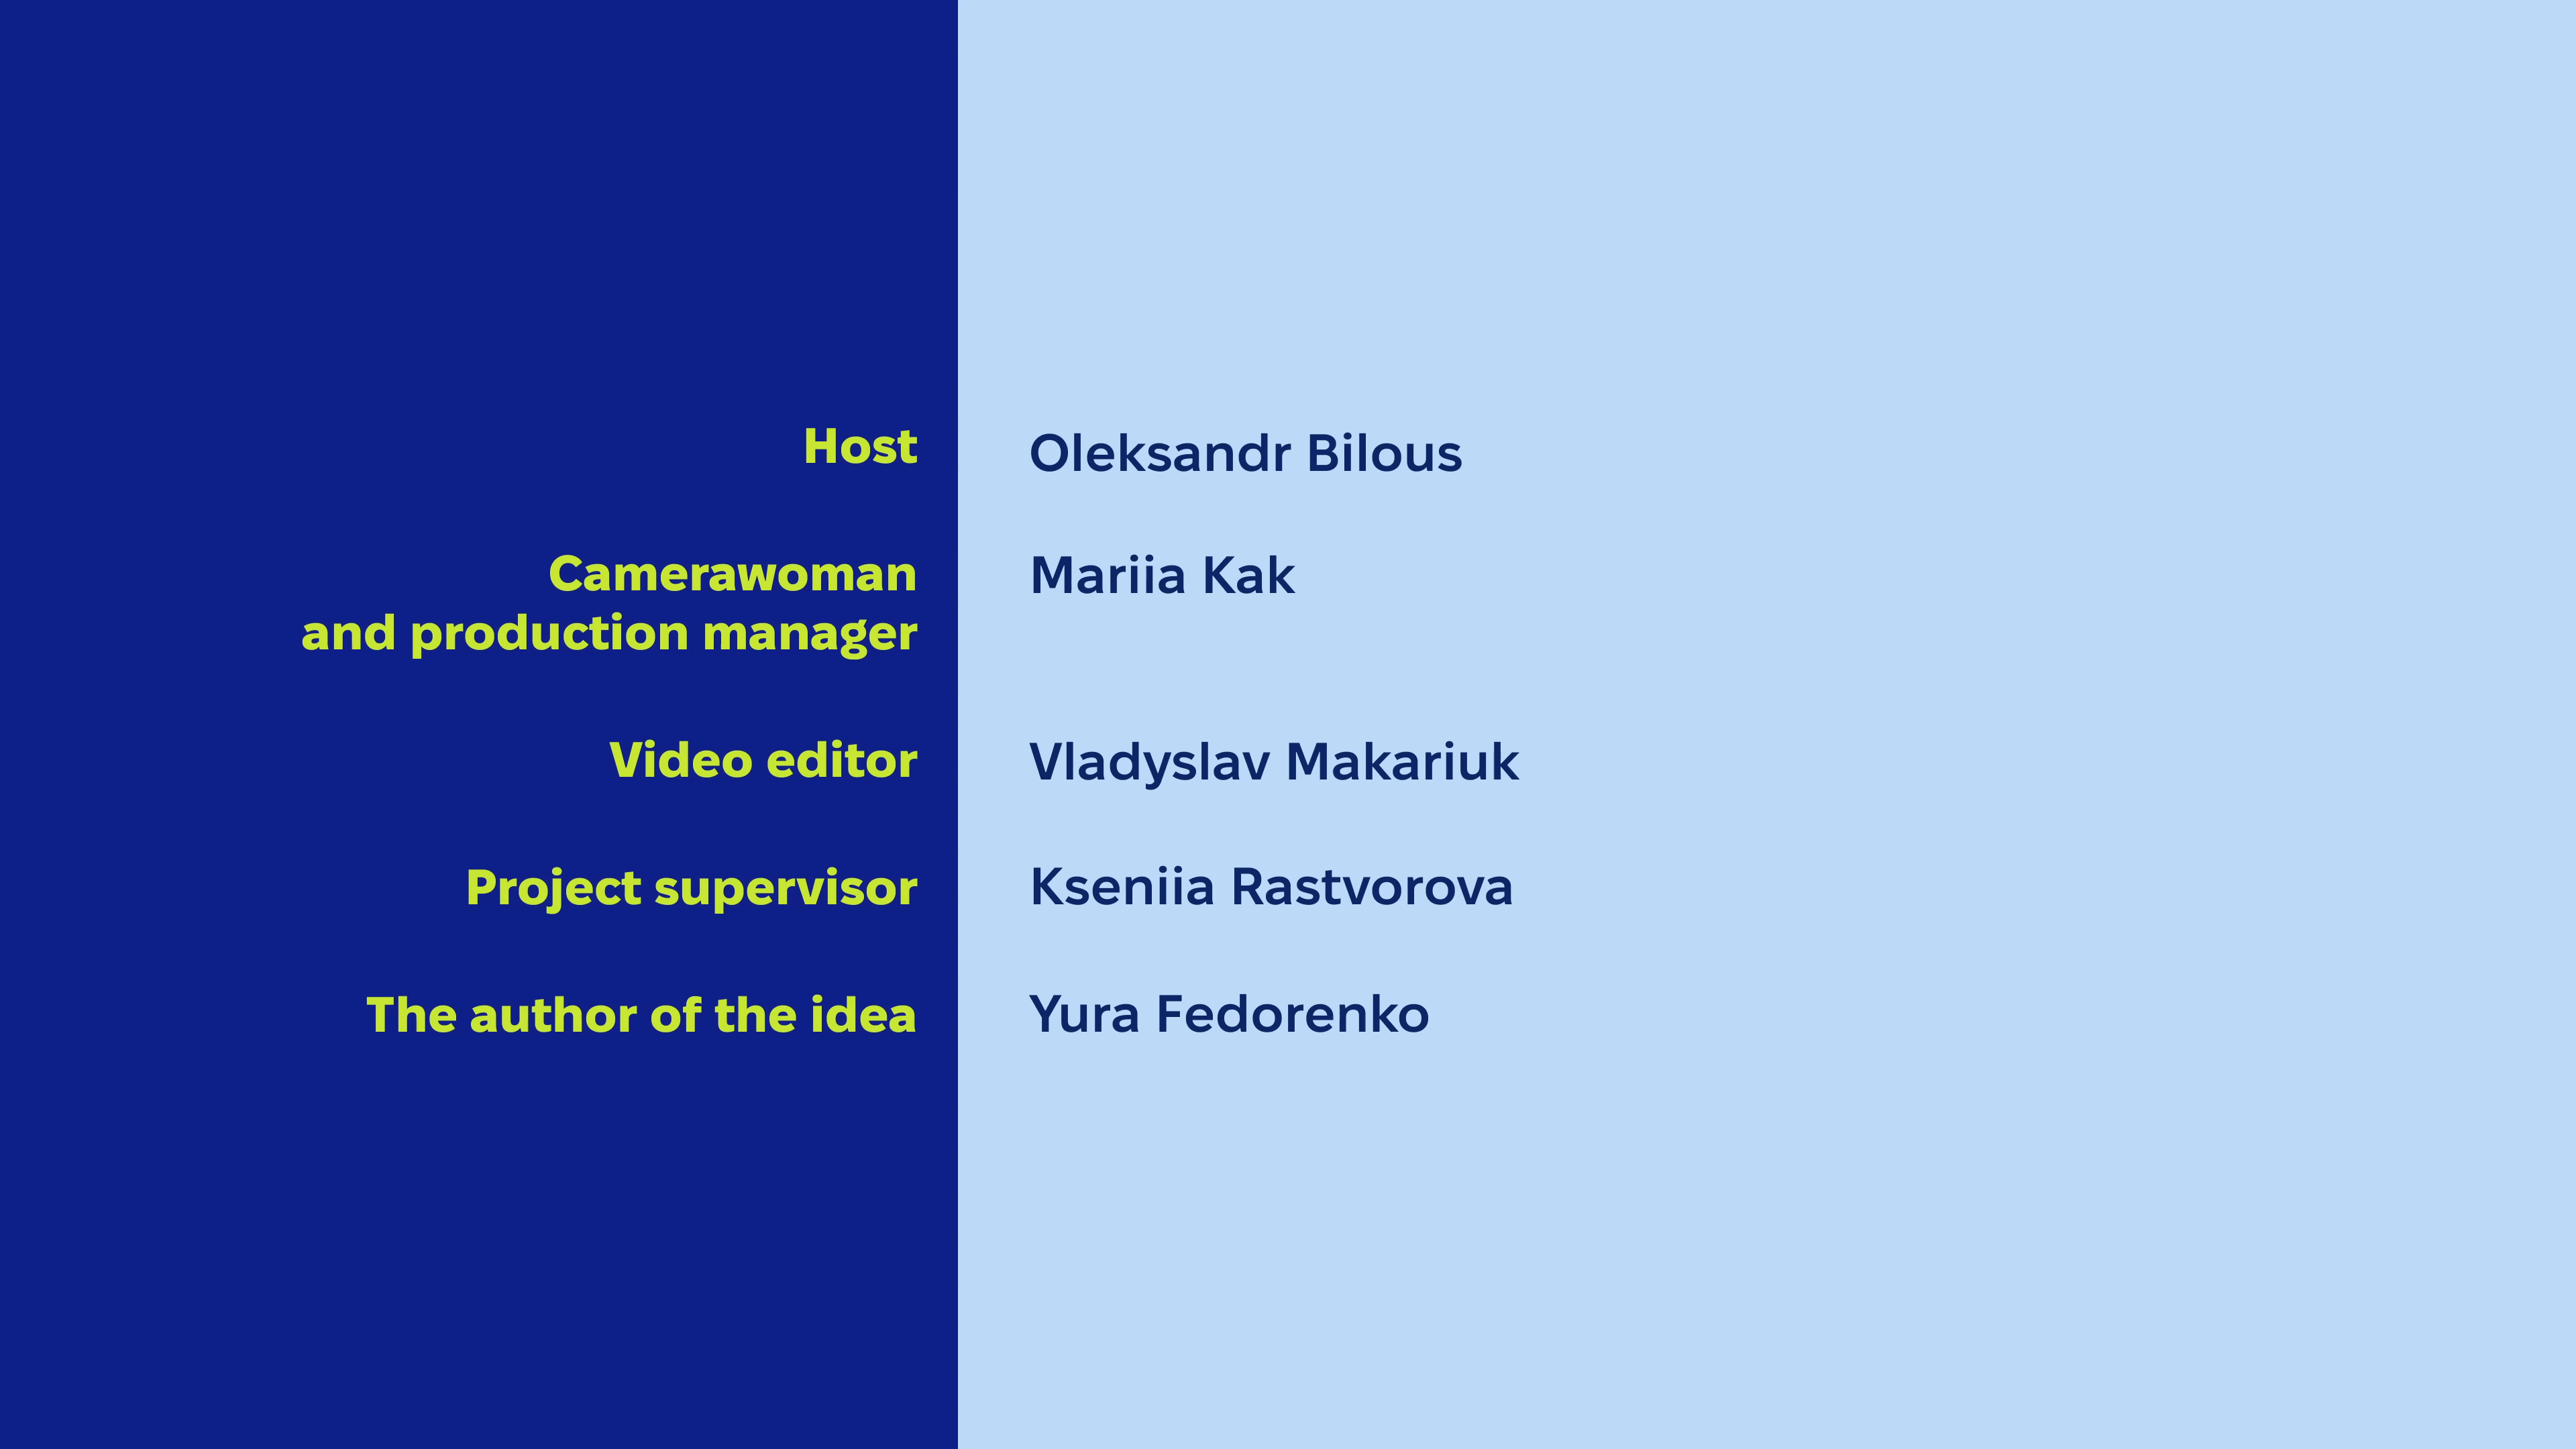 Host
Oleksandr Bilous
Camerawoman
and production manager
Mariia Kak
Video editor
Vladyslav Makariuk
Project supervisor
Kseniia Rastvorova
The author of the idea
Yura Fedorenko